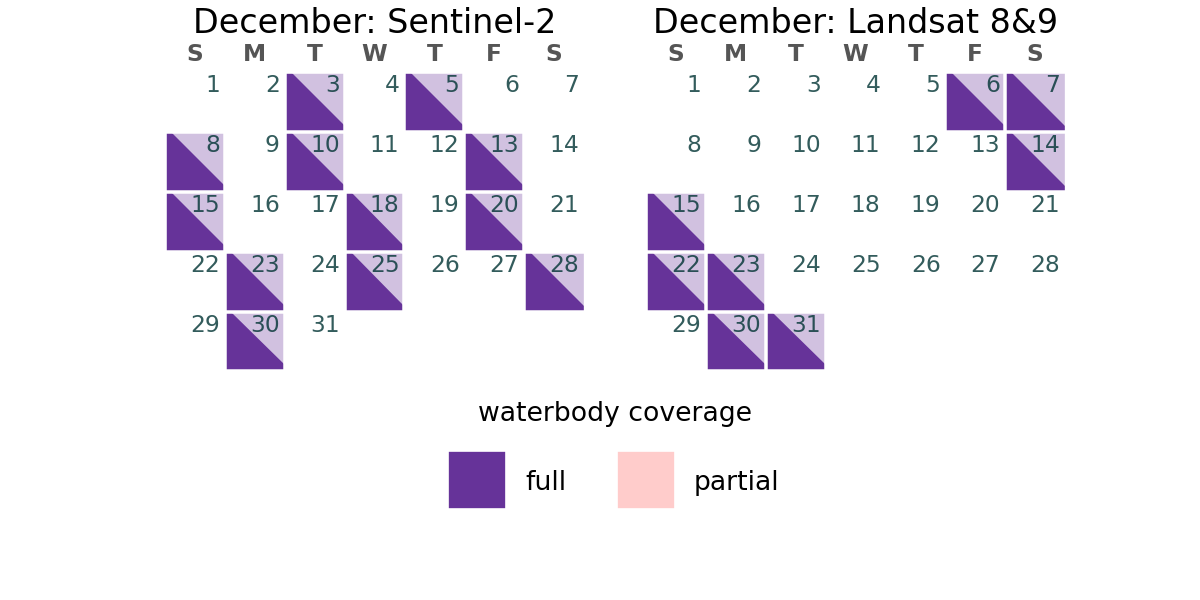 December: Sentinel-2
S M T W T F S
1 2 3 4 5 6 7
8 9 10 11 12 13 14
15 16 17 18 19 20 21
22 23 24 25 26 27 28
29 30 31
December: Landsat 8&9
S M T W T F S
1 2 3 4 5 6 7
8 9 10 11 12 13 14
15 16 17 18 19 20 21
22 23 24 25 26 27 28
29 30 31
waterbody coverage
full partial